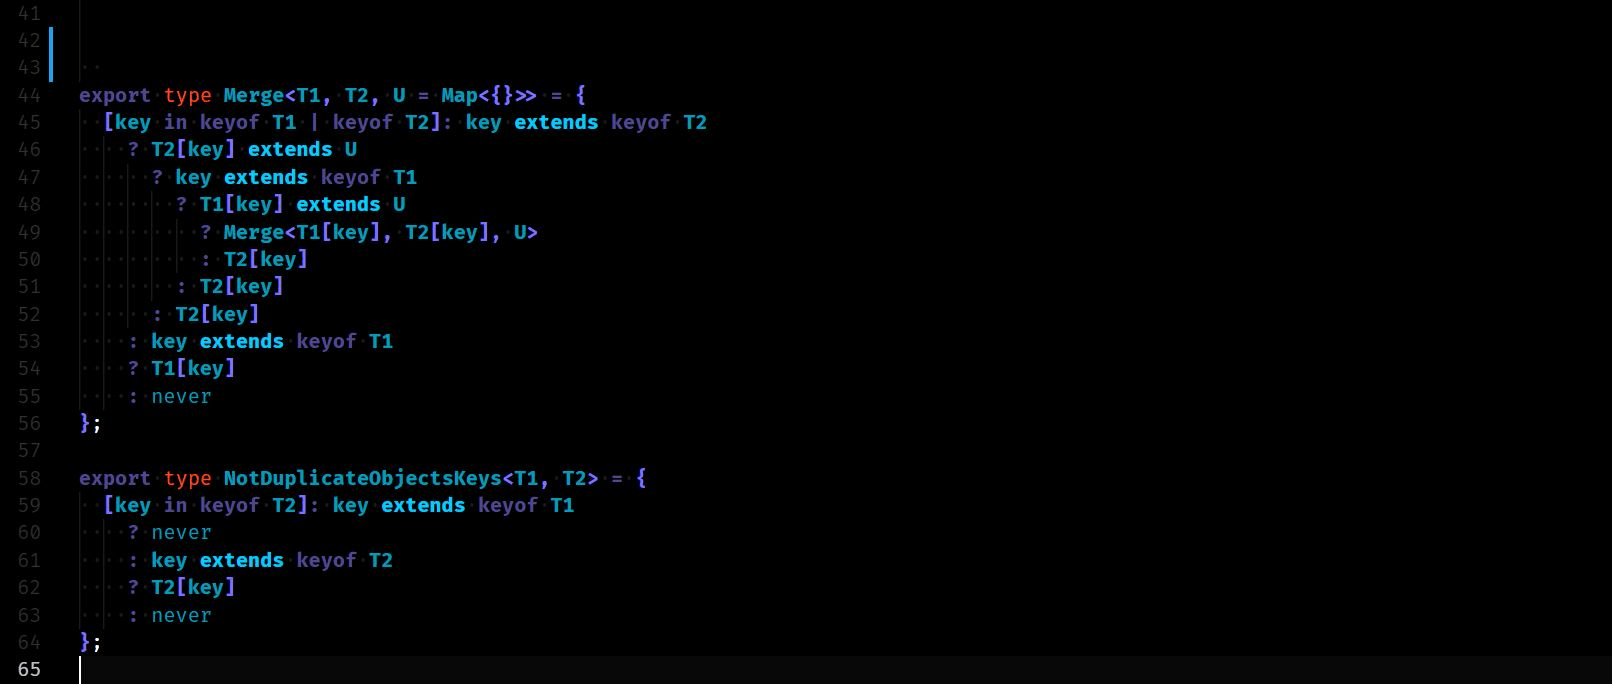 41
42
43
44 export type Merge<T1, T2, U = Map<{}>> = {
45   [key in keyof T1 | keyof T2]: key extends keyof T2
46     ? T2[key] extends U
47       ? key extends keyof T1
48         ? T1[key] extends U
49           ? Merge<T1[key], T2[key], U>
50           : T2[key]
51         : T2[key]
52       : T2[key]
53     : key extends keyof T1
54     ? T1[key]
55     : never
56 };
57
58 export type NotDuplicateObjectsKeys<T1, T2> = {
59   [key in keyof T2]: key extends keyof T1
60     ? never
61     : key extends keyof T2
62     ? T2[key]
63     : never
64 };
65